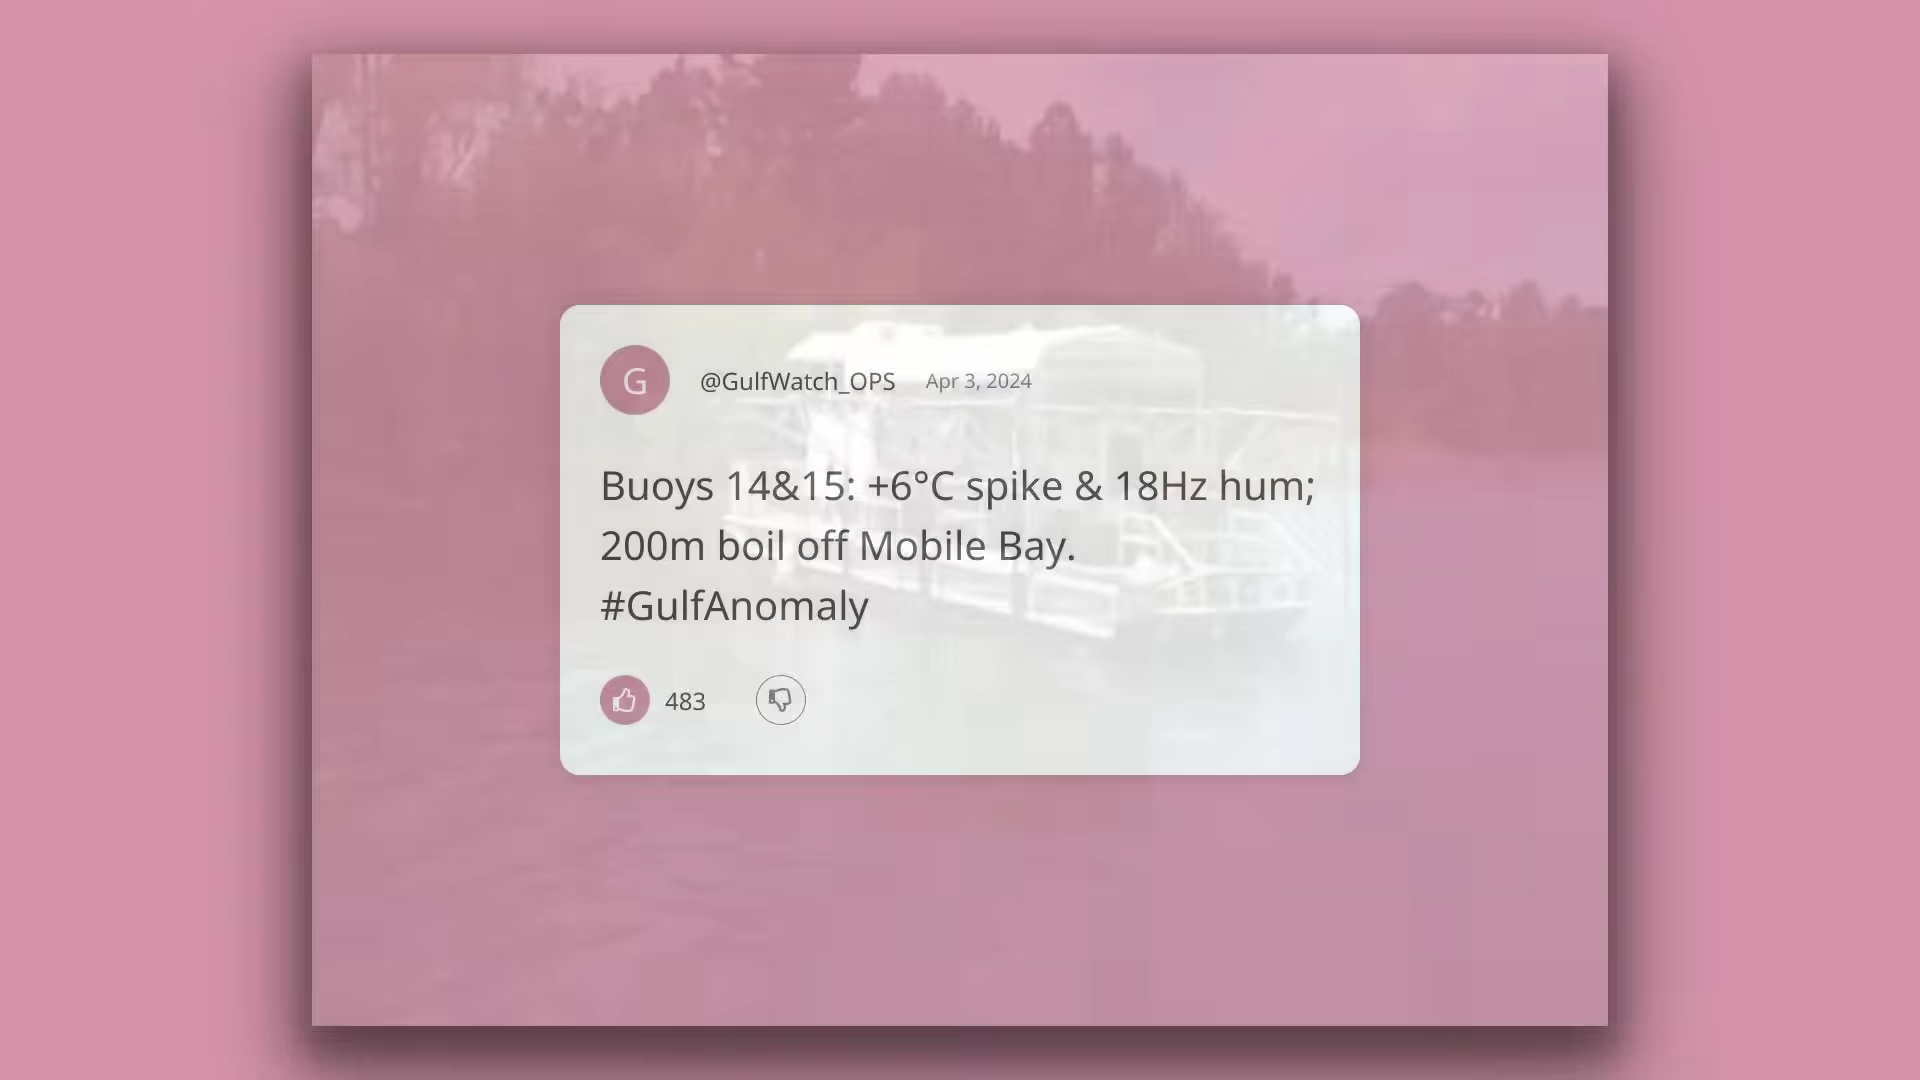 G
@GulfWatch_OPS Apr 3, 2024
Buoys 14&15: +6°C spike & 18Hz hum;
200m boil off Mobile Bay.
#GulfAnomaly
483